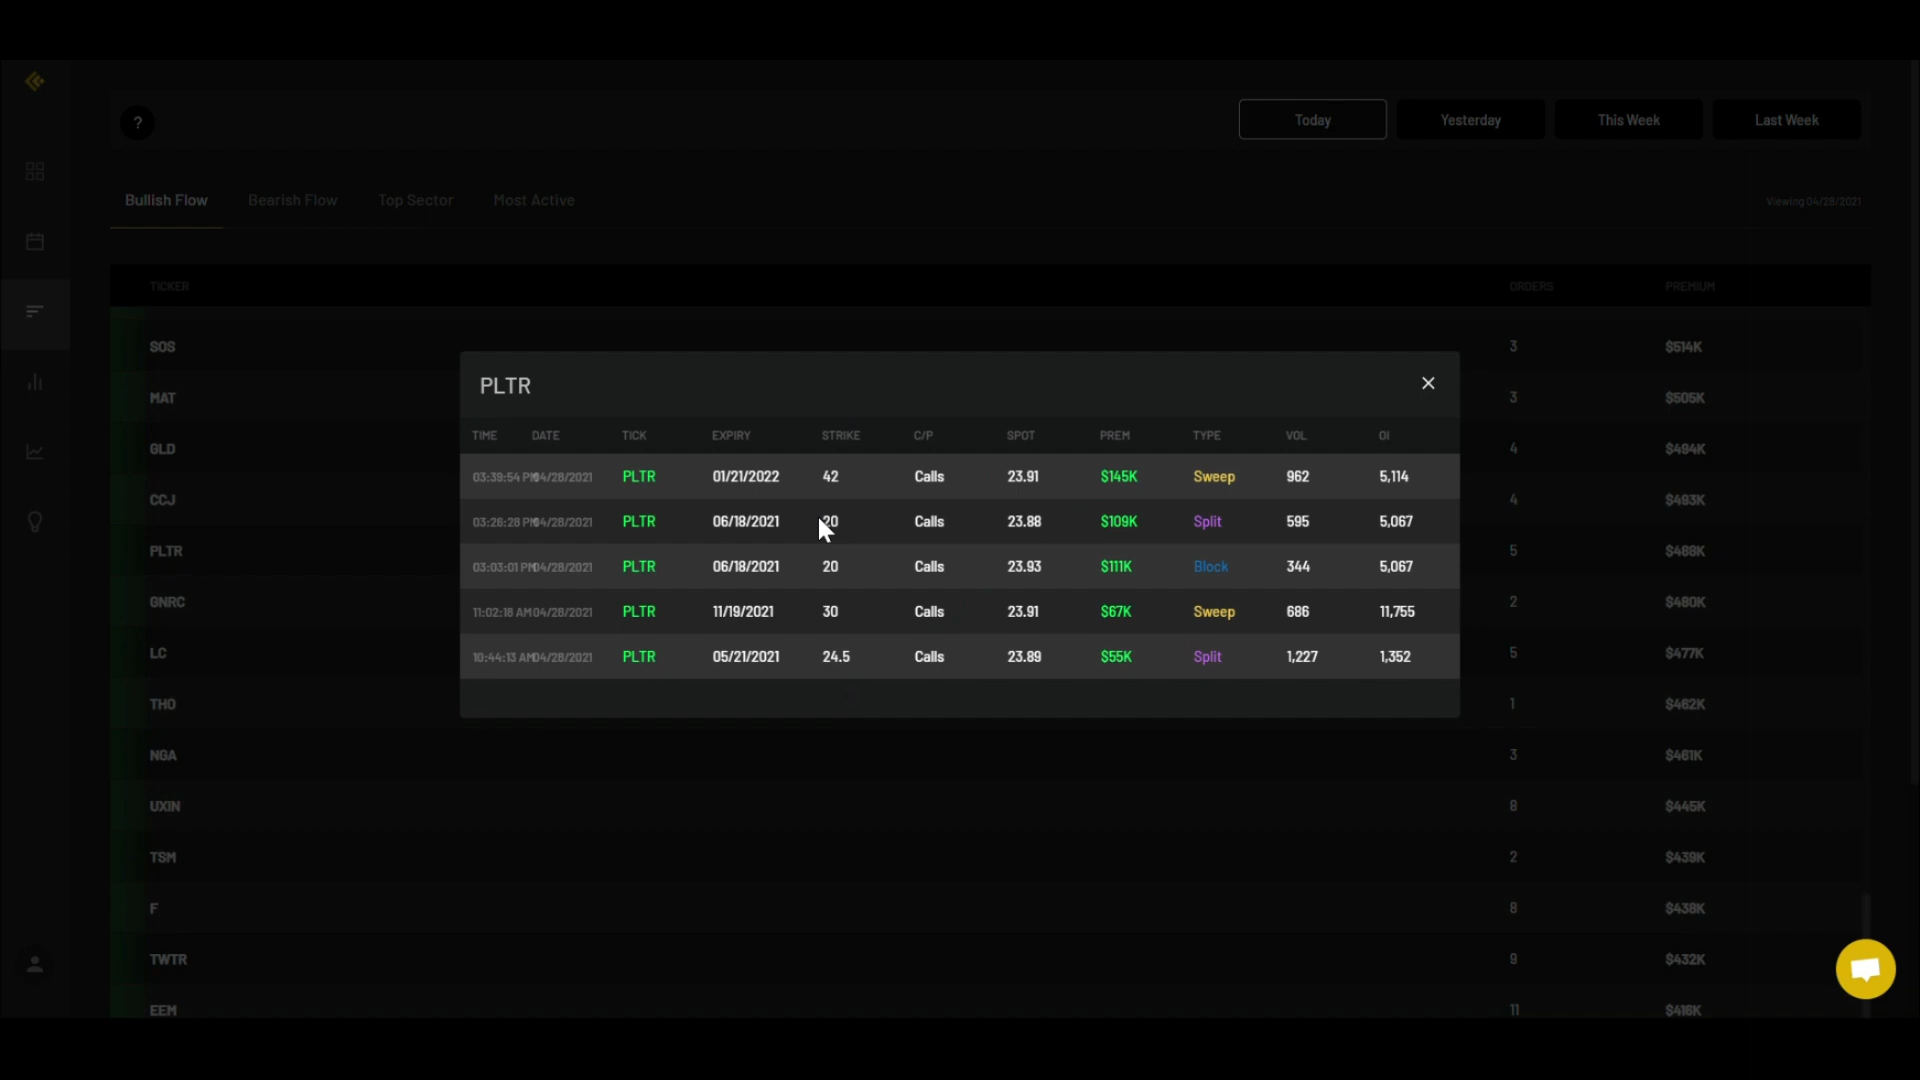 ?
Today Yesterday This Week Last Week
Bullish Flow Bearish Flow Top Sector Most Active
Viewing 04/28/2021
TICKER ORDERS PREMIUM
SOS 3 $514K
PLTR
MAT 3 $505K
TIME DATE TICK EXPIRY STRIKE C/P SPOT PREM TYPE VOL OI
GLD 4 $494K
03:39:54 PM 04/28/2021 PLTR 01/21/2022 42 Calls 23.91 $145K Sweep 962 5,114
CCJ 4 $493K
03:26:28 PM 04/28/2021 PLTR 06/18/2021 20 Calls 23.88 $109K Split 595 5,067
PLTR 5 $488K
03:03:01 PM 04/28/2021 PLTR 06/18/2021 20 Calls 23.93 $111K Block 344 5,067
GNRC 2 $480K
11:02:18 AM 04/28/2021 PLTR 11/19/2021 30 Calls 23.91 $67K Sweep 686 11,755
LC 5 $477K
10:44:13 AM 04/28/2021 PLTR 05/21/2021 24.5 Calls 23.89 $55K Split 1,227 1,352
THO 1 $462K
NGA 3 $461K
UXIN 8 $445K
TSM 2 $439K
F 8 $438K
TWTR 9 $432K
EEM 11 $416K